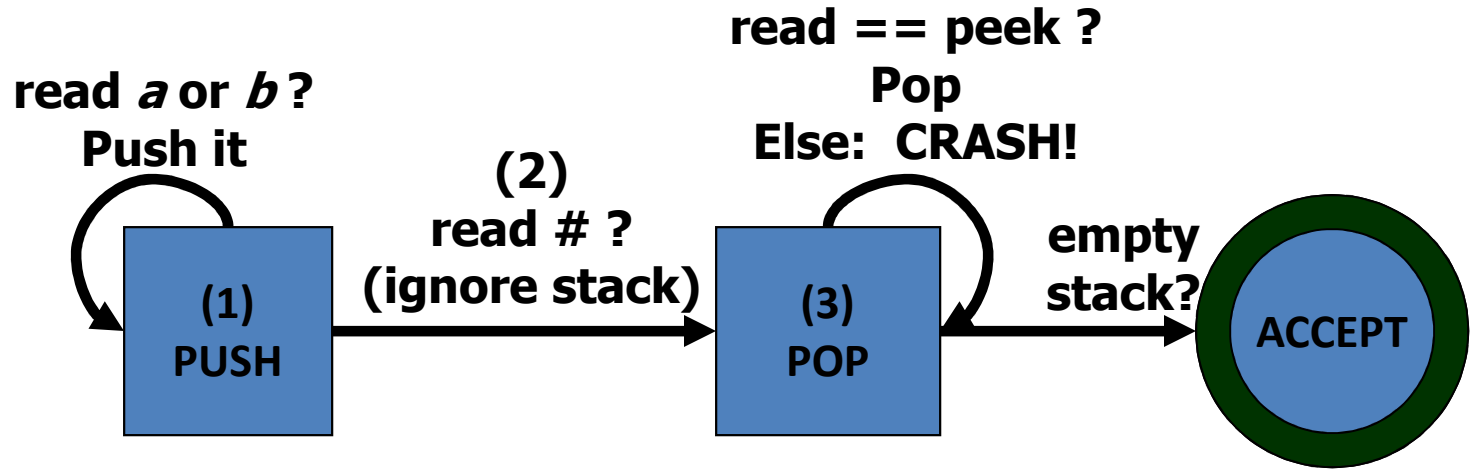 read a or b ?
Push it
(1)
PUSH
(2)
read # ?
(ignore stack)
read == peek ?
Pop
Else: CRASH!
(3)
POP
empty
stack?
ACCEPT